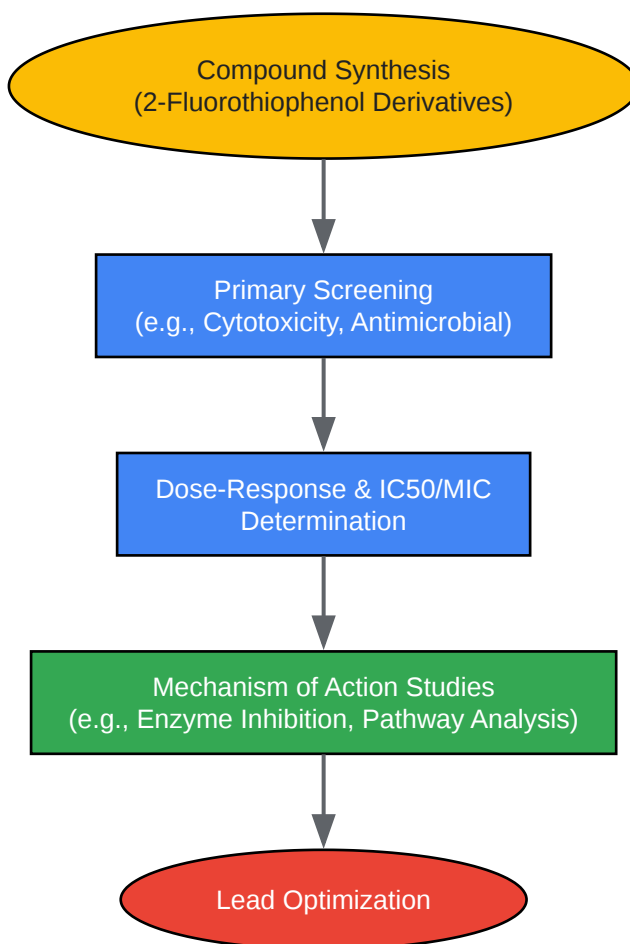 Compound Synthesis
(2-Fluorothiophenol Derivatives)
Primary Screening
(e.g., Cytotoxicity, Antimicrobial)
Dose-Response & IC50/MIC
Determination
Mechanism of Action Studies
(e.g., Enzyme Inhibition, Pathway Analysis)
Lead Optimization